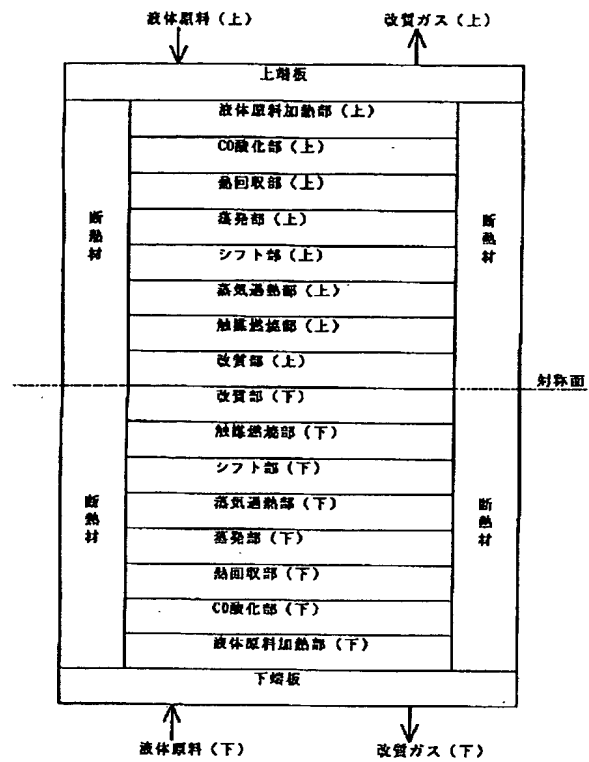 液体原料（上）
改質ガス（上）
上端板
液体原料加熱部（上）
CO酸化部（上）
熱回収部（上）
蒸発部（上）
シフト部（上）
蒸気過熱部（上）
触媒燃焼部（上）
改質部（上）
断熱材
断熱材
対称面
改質部（下）
触媒燃焼部（下）
シフト部（下）
蒸気過熱部（下）
蒸発部（下）
熱回収部（下）
CO酸化部（下）
液体原料加熱部（下）
断熱材
断熱材
下端板
液体原料（下）
改質ガス（下）